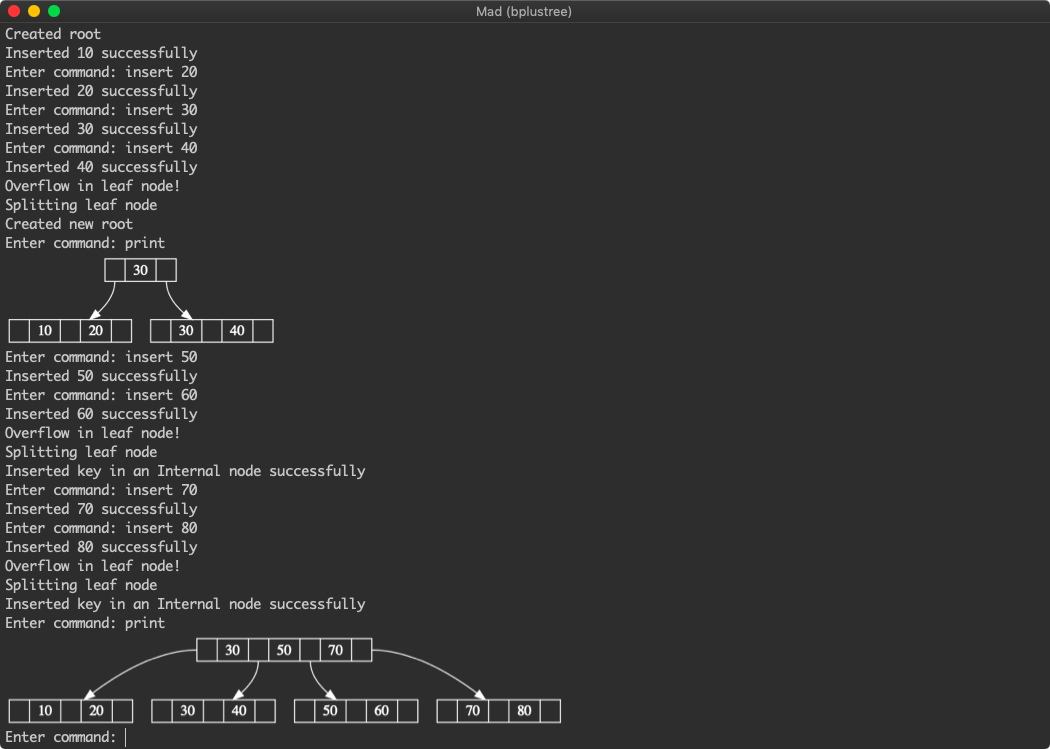 Mad (bplustree)
Created root
Inserted 10 successfully
Enter command: insert 20
Inserted 20 successfully
Enter command: insert 30
Inserted 30 successfully
Enter command: insert 40
Inserted 40 successfully
Overflow in leaf node!
Splitting leaf node
Created new root
Enter command: print
30
10 20 30 40
Enter command: insert 50
Inserted 50 successfully
Enter command: insert 60
Inserted 60 successfully
Overflow in leaf node!
Splitting leaf node
Inserted key in an Internal node successfully
Enter command: insert 70
Inserted 70 successfully
Enter command: insert 80
Inserted 80 successfully
Overflow in leaf node!
Splitting leaf node
Inserted key in an Internal node successfully
Enter command: print
30 50 70
10 20 30 40 50 60 70 80
Enter command: